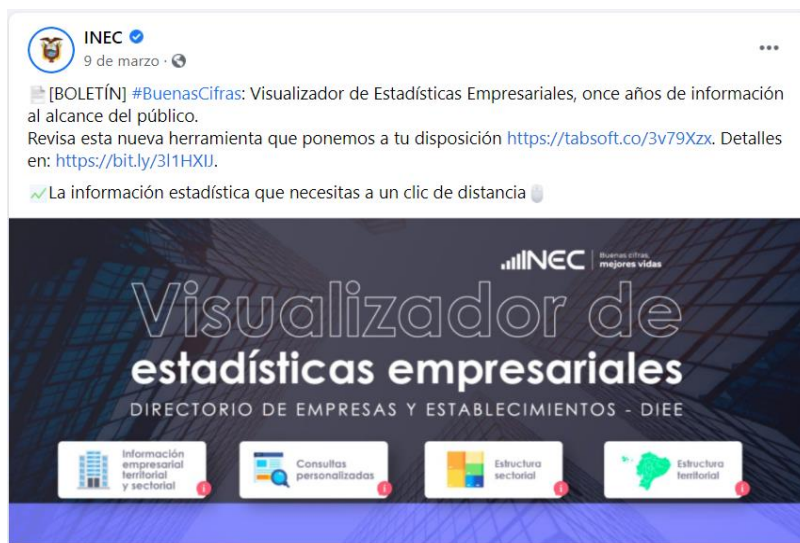 INEC
9 de marzo
[BOLETÍN] #BuenasCifras: Visualizador de Estadísticas Empresariales, once años de información
al alcance del público.
Revisa esta nueva herramienta que ponemos a tu disposición https://tabsoft.co/3v79Xzx. Detalles
en: https://bit.ly/3l1HXIJ.
La información estadística que necesitas a un clic de distancia
INEC Buenas cifras,
mejores vidas
Visualizador de
estadísticas empresariales
DIRECTORIO DE EMPRESAS Y ESTABLECIMIENTOS - DIEE
Información
empresarial
territorial
y sectorial
Consultas
personalizadas
Estructura
sectorial
Estructura
territorial